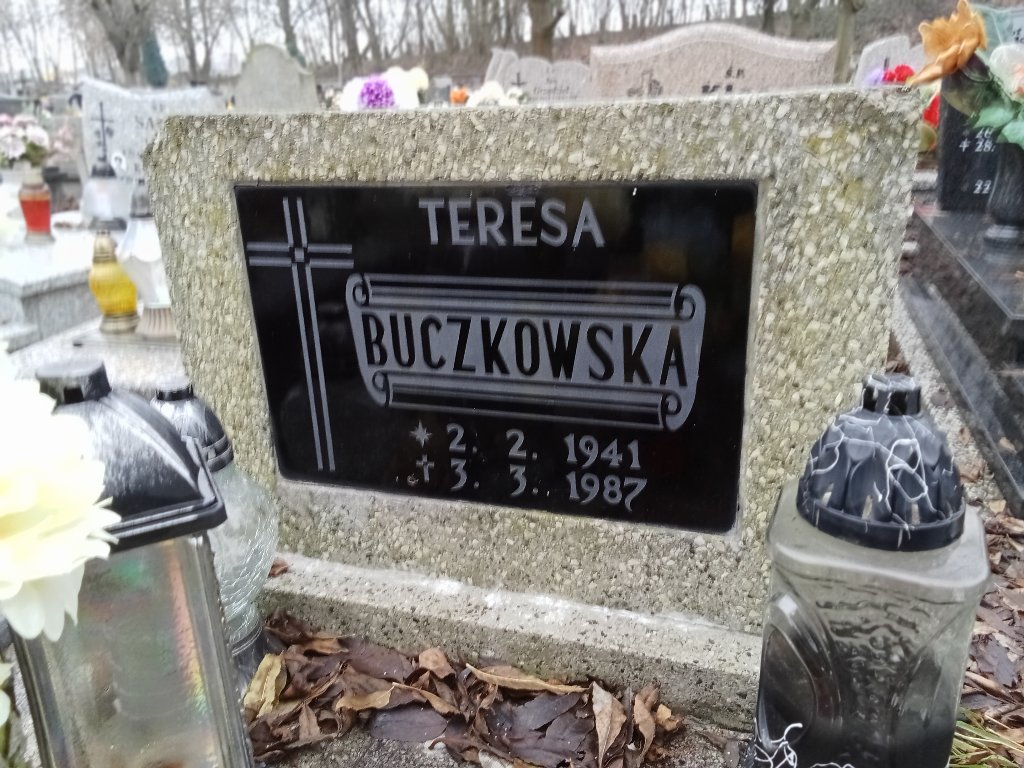 TERESA
BUCZKOWSKA
* 2. 2. 1941
† 3. 3. 1987